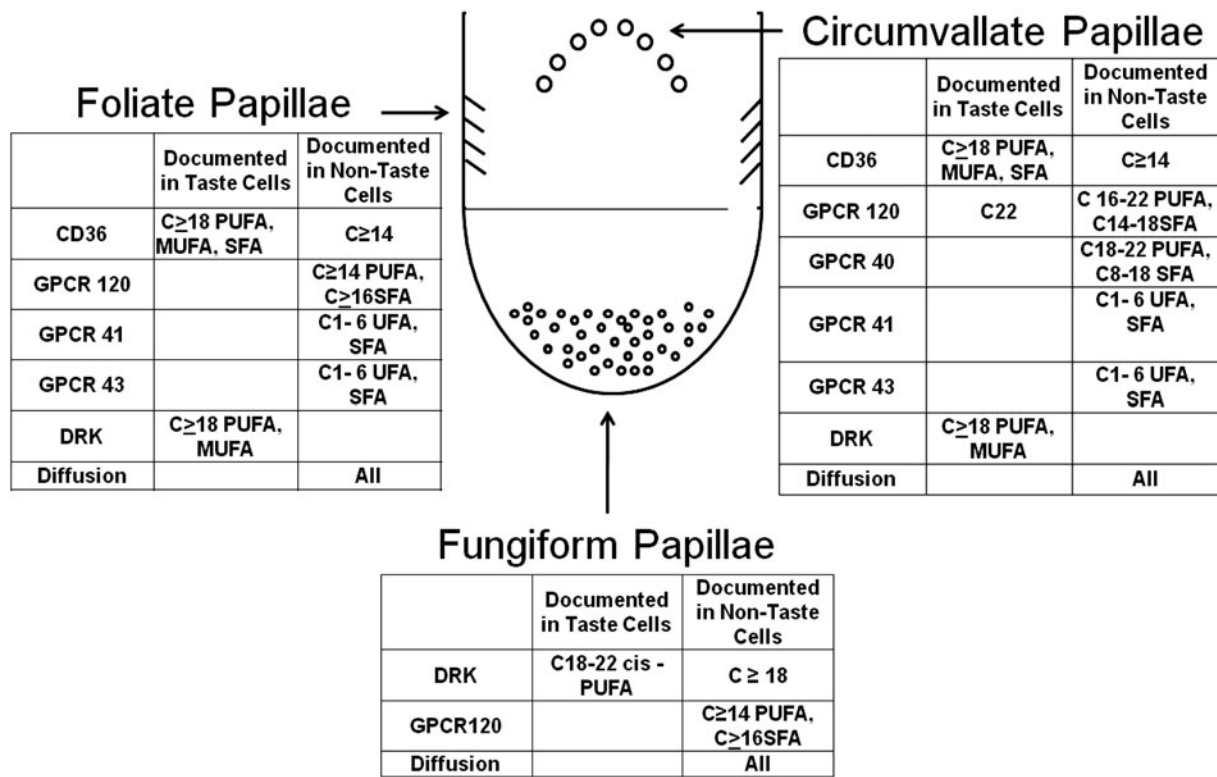 Circumvallate Papillae
Documented in Taste Cells
Documented in Non-Taste Cells
CD36
C≥18 PUFA, MUFA, SFA
C≥14
GPCR 120
C22
C 16-22 PUFA, C14-18SFA
GPCR 40
C18-22 PUFA, C8-18 SFA
GPCR 41
C1- 6 UFA, SFA
GPCR 43
C1- 6 UFA, SFA
DRK
C≥18 PUFA, MUFA
Diffusion
All
Foliate Papillae
Documented in Taste Cells
Documented in Non-Taste Cells
CD36
C≥18 PUFA, MUFA, SFA
C≥14
GPCR 120
C≥14 PUFA, C≥16SFA
GPCR 41
C1- 6 UFA, SFA
GPCR 43
C1- 6 UFA, SFA
DRK
C≥18 PUFA, MUFA
Diffusion
All
Fungiform Papillae
Documented in Taste Cells
Documented in Non-Taste Cells
DRK
C18-22 cis - PUFA
C ≥ 18
GPCR120
C≥14 PUFA, C≥16SFA
Diffusion
All